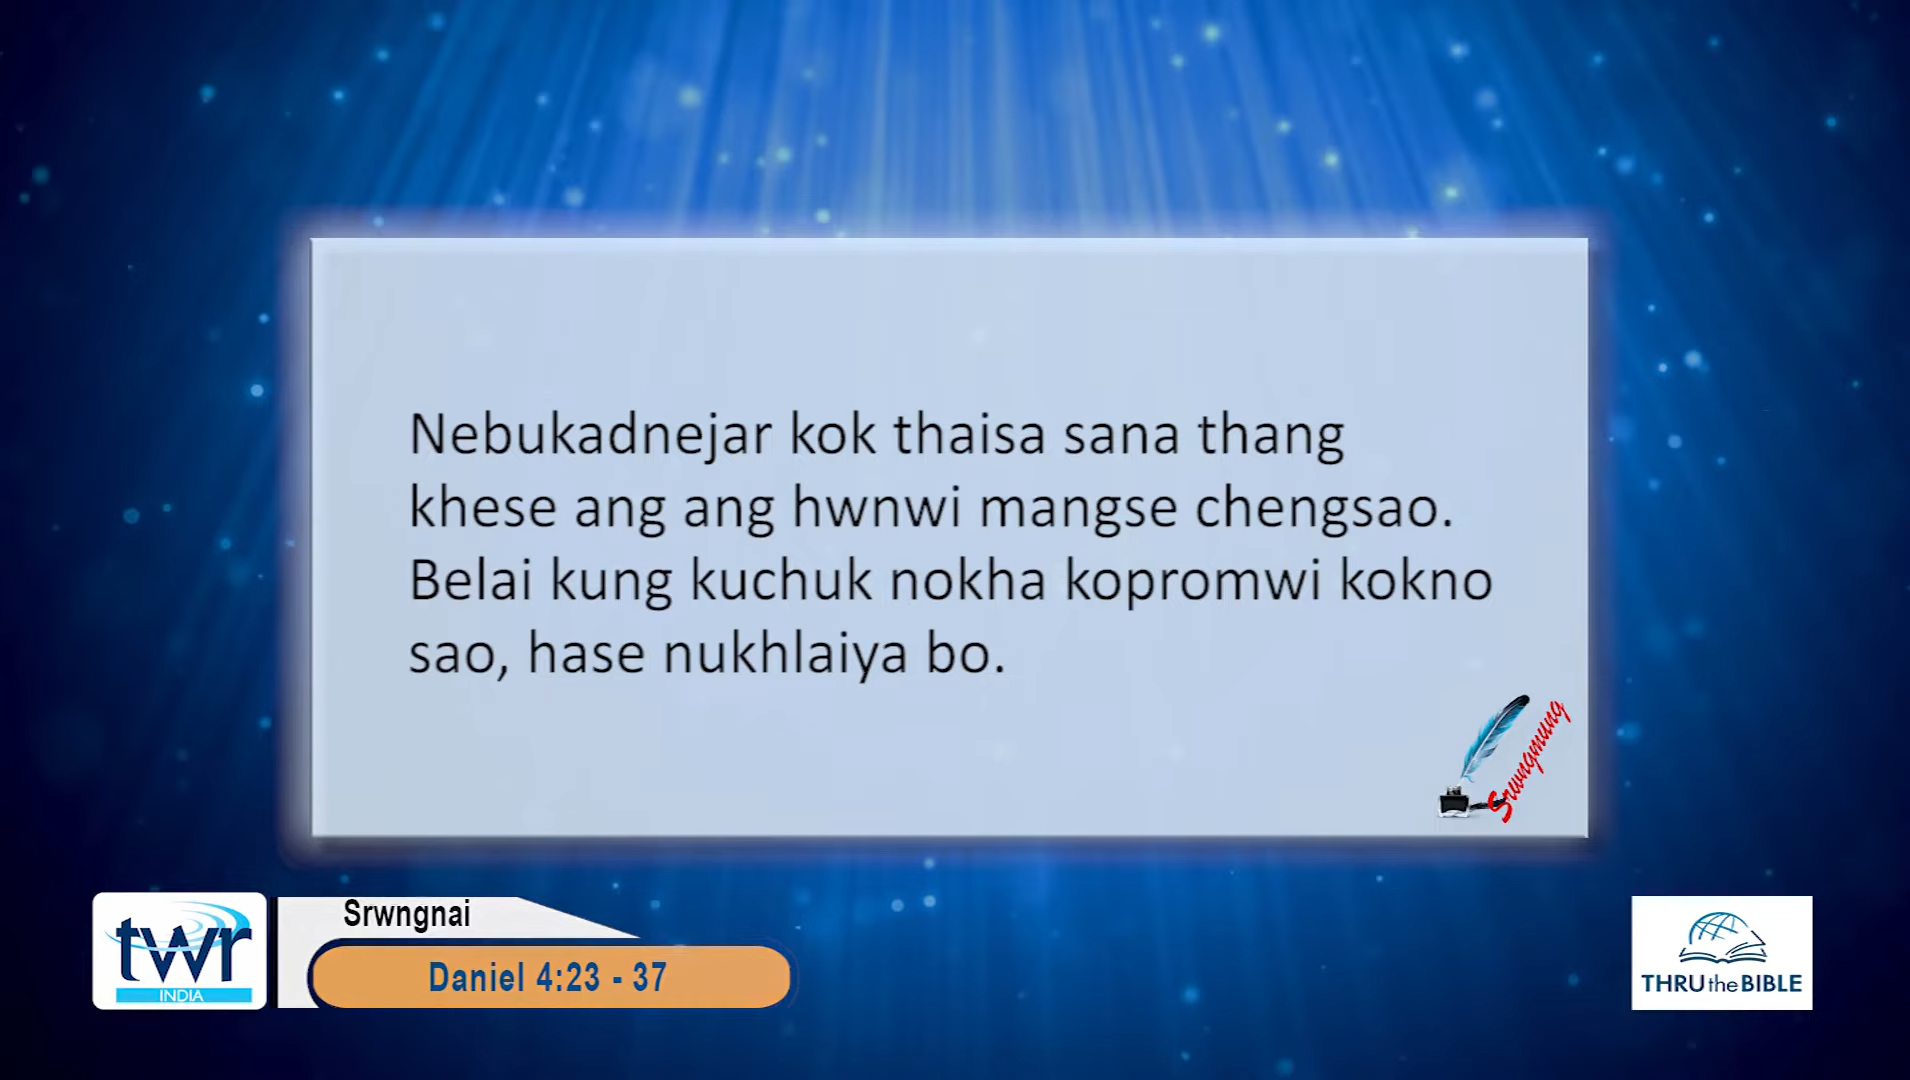 Nebukadnejar kok thaisa sana thang
khese ang ang hwnwi mangse chengsao.
Belai kung kuchuk nokha kopromwi kokno
sao, hase nukhlaiya bo.
Srwngmung
twr
INDIA
Srwngnai
Daniel 4:23 - 37
THRU the BIBLE